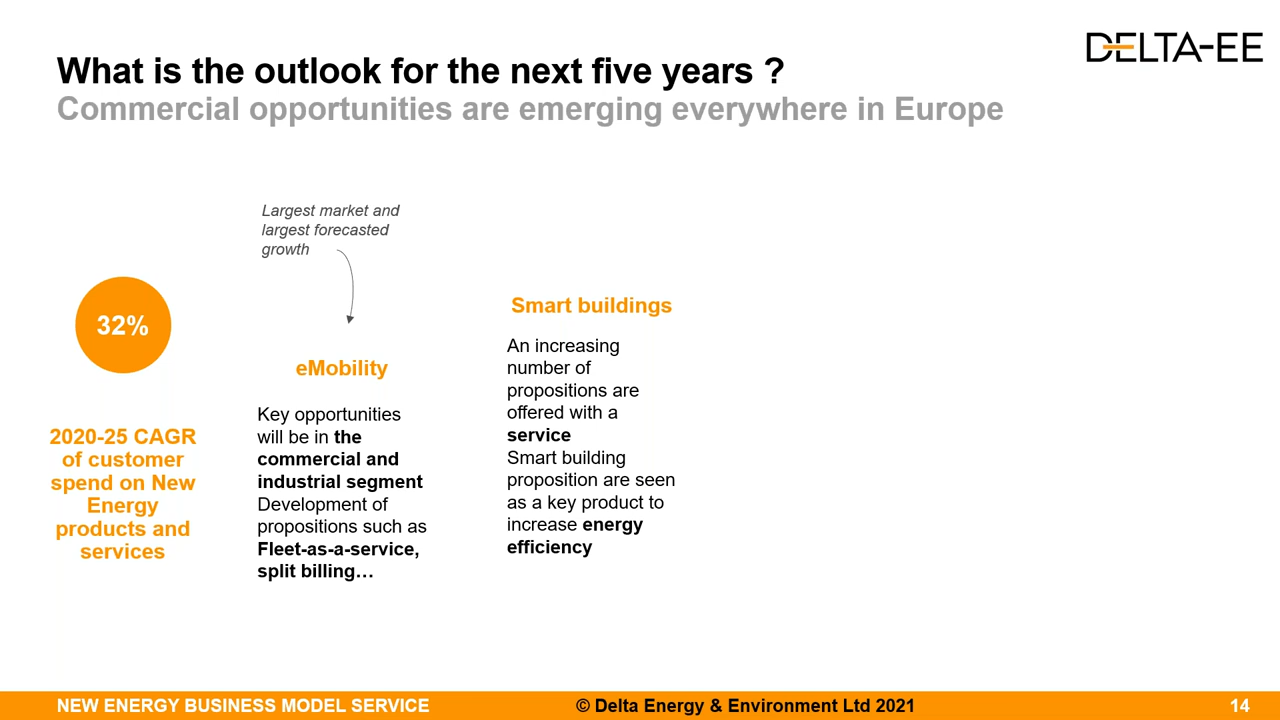 DELTA-EE
What is the outlook for the next five years ?
Commercial opportunities are emerging everywhere in Europe
32%
2020-25 CAGR
of customer
spend on New
Energy
products and
services
Largest market and
largest forecasted
growth
eMobility
Key opportunities
will be in the
commercial and
industrial segment
Development of
propositions such as
Fleet-as-a-service,
split billing…
Smart buildings
An increasing
number of
propositions are
offered with a
service
Smart building
proposition are seen
as a key product to
increase energy
efficiency
NEW ENERGY BUSINESS MODEL SERVICE
© Delta Energy & Environment Ltd 2021
14